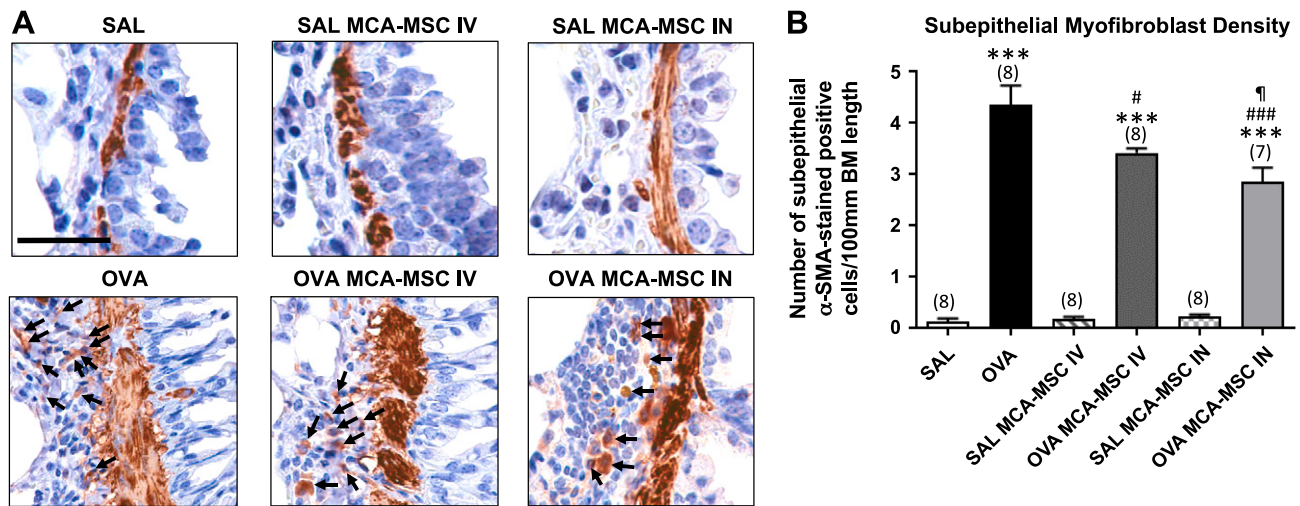 A
SAL
SAL MCA-MSC IV
SAL MCA-MSC IN
OVA
OVA MCA-MSC IV
OVA MCA-MSC IN
B
Subepithelial Myofibroblast Density
Number of subepithelial
α-SMA-stained positive
cells/100mm BM length
5
4
3
2
1
0
(8)
***
(8)
(8)
#
***
(8)
(8)
¶
###
***
(7)
SAL
OVA
SAL MCA-MSC IV
OVA MCA-MSC IV
SAL MCA-MSC IN
OVA MCA-MSC IN